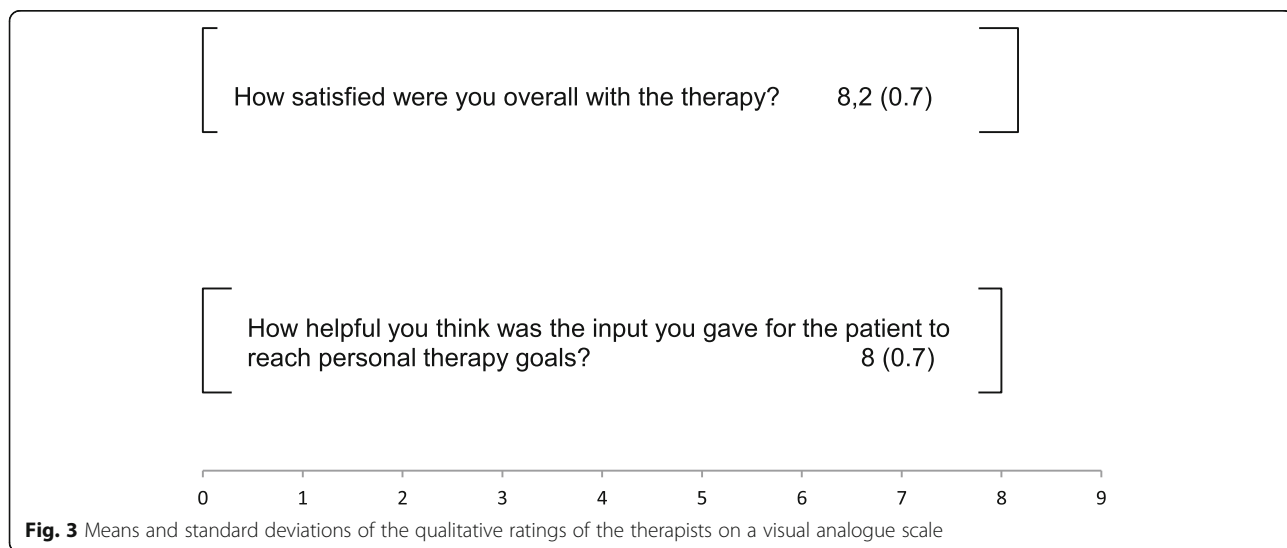 How satisfied were you overall with the therapy? 8,2 (0.7)
How helpful you think was the input you gave for the patient to
reach personal therapy goals? 8 (0.7)
0 1 2 3 4 5 6 7 8 9
Fig. 3 Means and standard deviations of the qualitative ratings of the therapists on a visual analogue scale